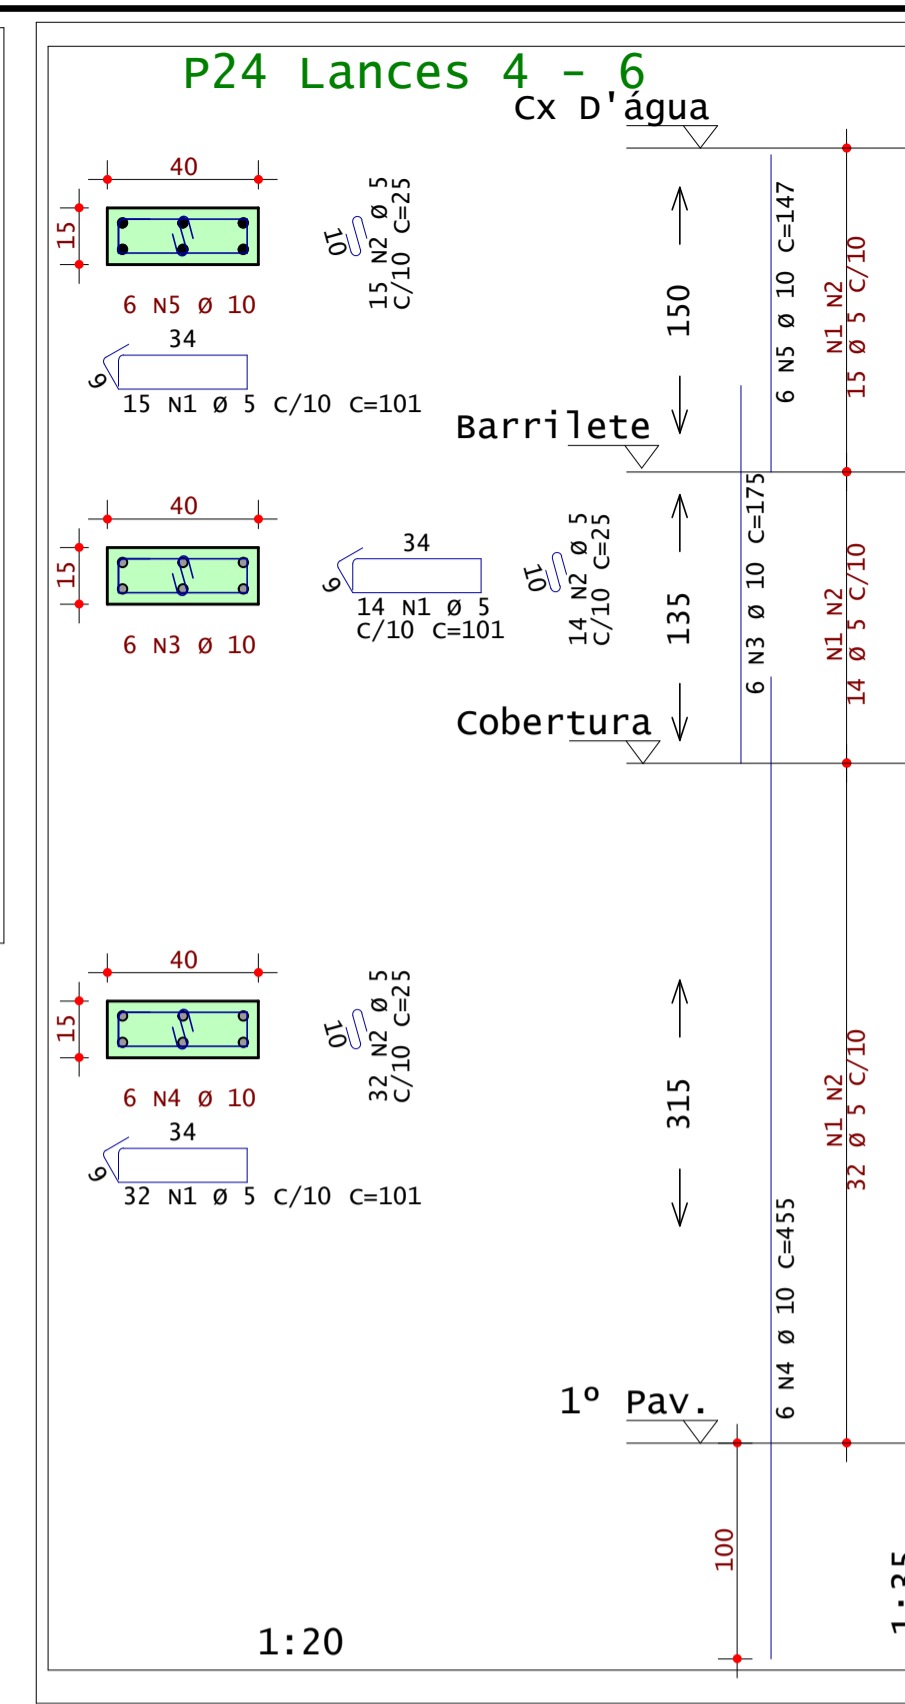 P24 Lances 4 - 6
Cx D'água
40
15
6 N5 Ø 10
15 N2 Ø 5
C/10 C=25
10
34
9
15 N1 Ø 5 C/10 C=101
150
6 N5 Ø 10 C=147
N1 N2
15 Ø 5 C/10
Barrilete
40
15
6 N3 Ø 10
34
9
14 N1 Ø 5
C/10 C=101
10
14 N2 Ø 5
C/10 C=25
135
6 N3 Ø 10 C=175
N1 N2
14 Ø 5 C/10
Cobertura
40
15
6 N4 Ø 10
10
32 N2 Ø 5
C/10 C=25
34
9
32 N1 Ø 5 C/10 C=101
315
6 N4 Ø 10 C=455
N1 N2
32 Ø 5 C/10
1º Pav.
100
1:20